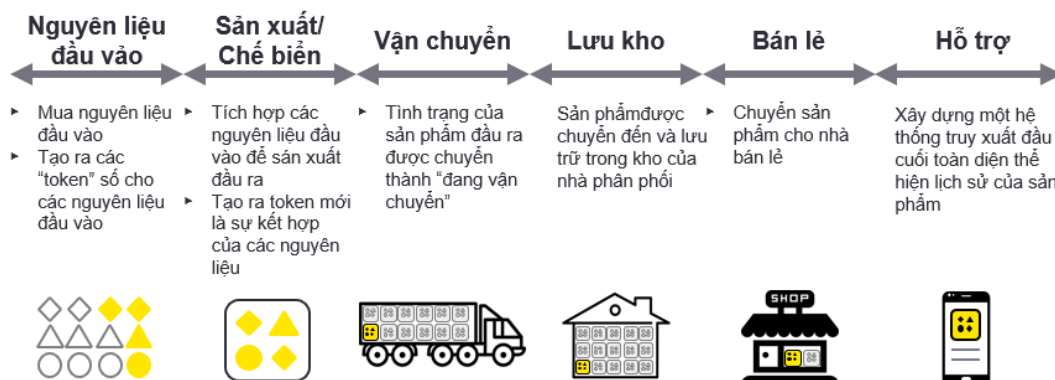 Nguyên liệu
đầu vảo
Sản xuất/
Chế biển
Vận chuyển
Lưu kho
Bán lẻ
Hỗ trợ
▸ Mua nguyên liệu
đầu vào
▸ Tạo ra các
“token” số cho
các nguyên liệu
đầu vào
▸ Tích hợp các
nguyên liệu đầu
vào để sán xuất
đầu ra
▸ Tạo ra token mới
là sự kết hợp
của các nguyên
liệu
▸ Tình trạng của
sản phẩm đầu ra
được chuyển
thành “đang vận
chuyển”
Sản phẩmđược
chuyển đến và lưu
trữ trong kho của
nhà phân phối
▸ Chuyển sản
phẩm cho nhà
bán lẻ
Xây dựng một hệ
thống truy xuất đầu
cuối toàn diện thể
hiện lịch sử của sản
phẩm
SHOP